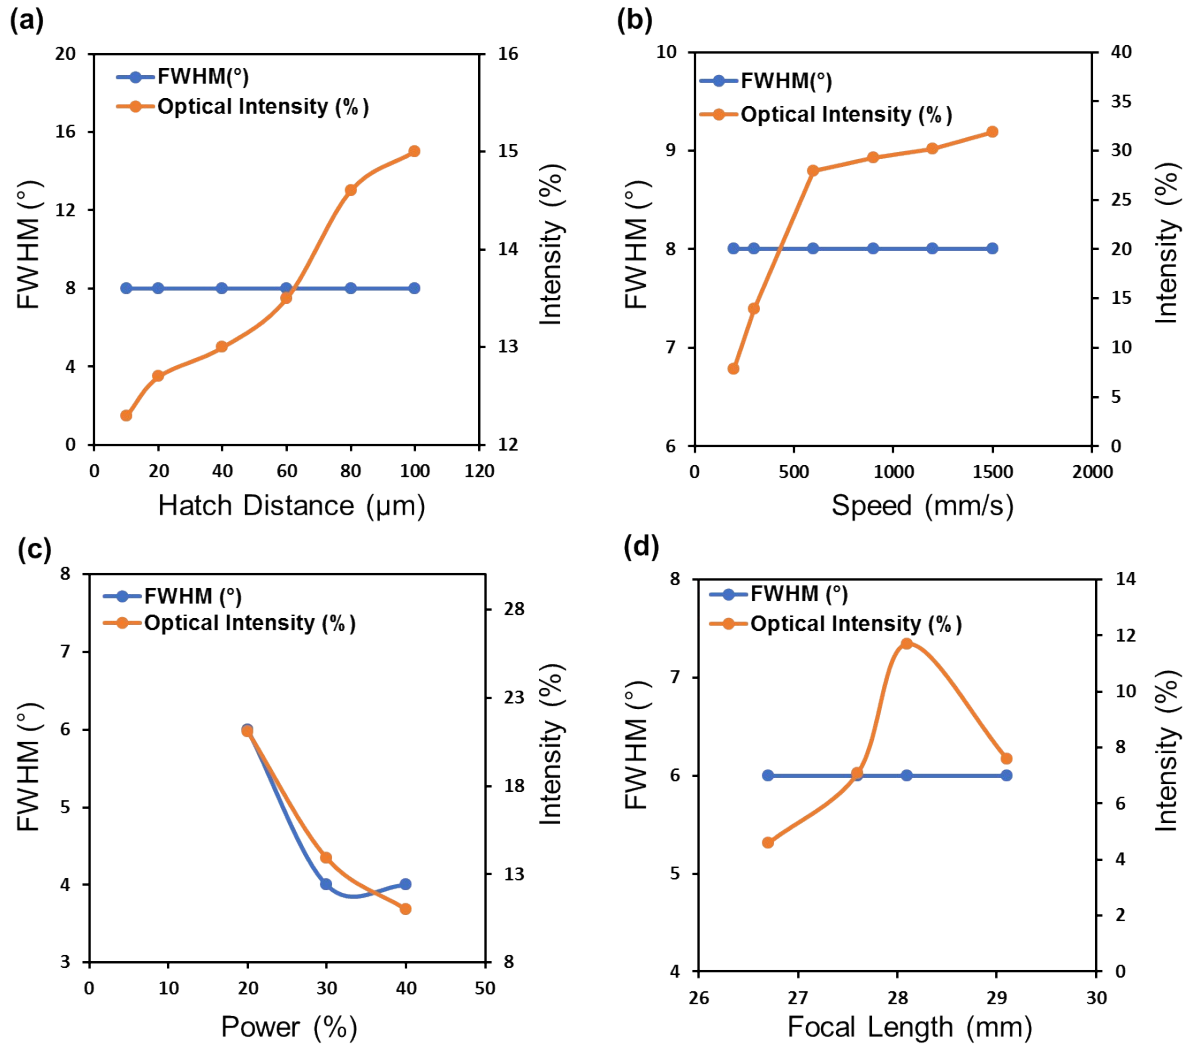 (a)
20
16
12
8
4
0
FWHM (°)
FWHM(°)
Optical Intensity (%)
16
15
14
13
12
Intensity (%)
0 20 40 60 80 100 120
Hatch Distance (μm)
(b)
10
9
8
7
6
FWHM (°)
FWHM(°)
Optical Intensity (%)
40
35
30
25
20
15
10
5
0
Intensity (%)
0 500 1000 1500 2000
Speed (mm/s)
(c)
8
7
6
5
4
3
FWHM (°)
FWHM (°)
Optical Intensity (%)
28
23
18
13
8
Intensity (%)
0 10 20 30 40 50
Power (%)
(d)
8
7
6
5
4
FWHM (°)
FWHM (°)
Optical Intensity (%)
14
12
10
8
6
4
2
0
Intensity (%)
26 27 28 29 30
Focal Length (mm)